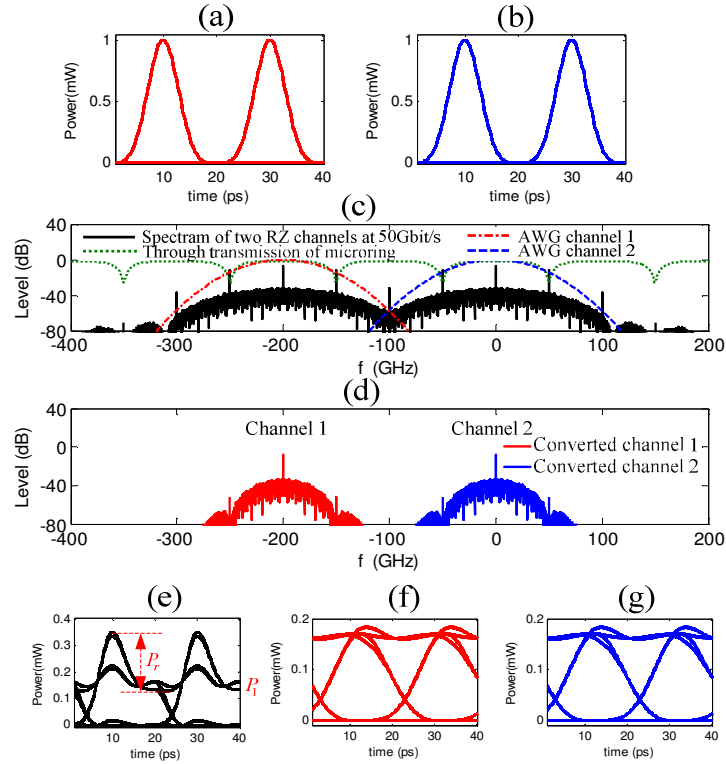 (a)
(b)
Power(mW)
1
0.5
0
10 20 30 40
time (ps)
Power(mW)
1
0.5
0
10 20 30 40
time (ps)
(c)
Level (dB)
40
0
-40
-80
Spectram of two RZ channels at 50Gbit/s
Through transmission of microring
AWG channel 1
AWG channel 2
-400 -300 -200 -100 0 100 200
f (GHz)
(d)
Level (dB)
40
0
-40
-80
Channel 1
Channel 2
Converted channel 1
Converted channel 2
-400 -300 -200 -100 0 100 200
f (GHz)
(e)
(f)
(g)
Power(mW)
0.4
0.3
0.2
0.1
0
Pr
P1
0 10 20 30 40
time (ps)
Power(mW)
0.2
0.1
0
0 10 20 30 40
time (ps)
Power(mW)
0.2
0.1
0
0 10 20 30 40
time (ps)